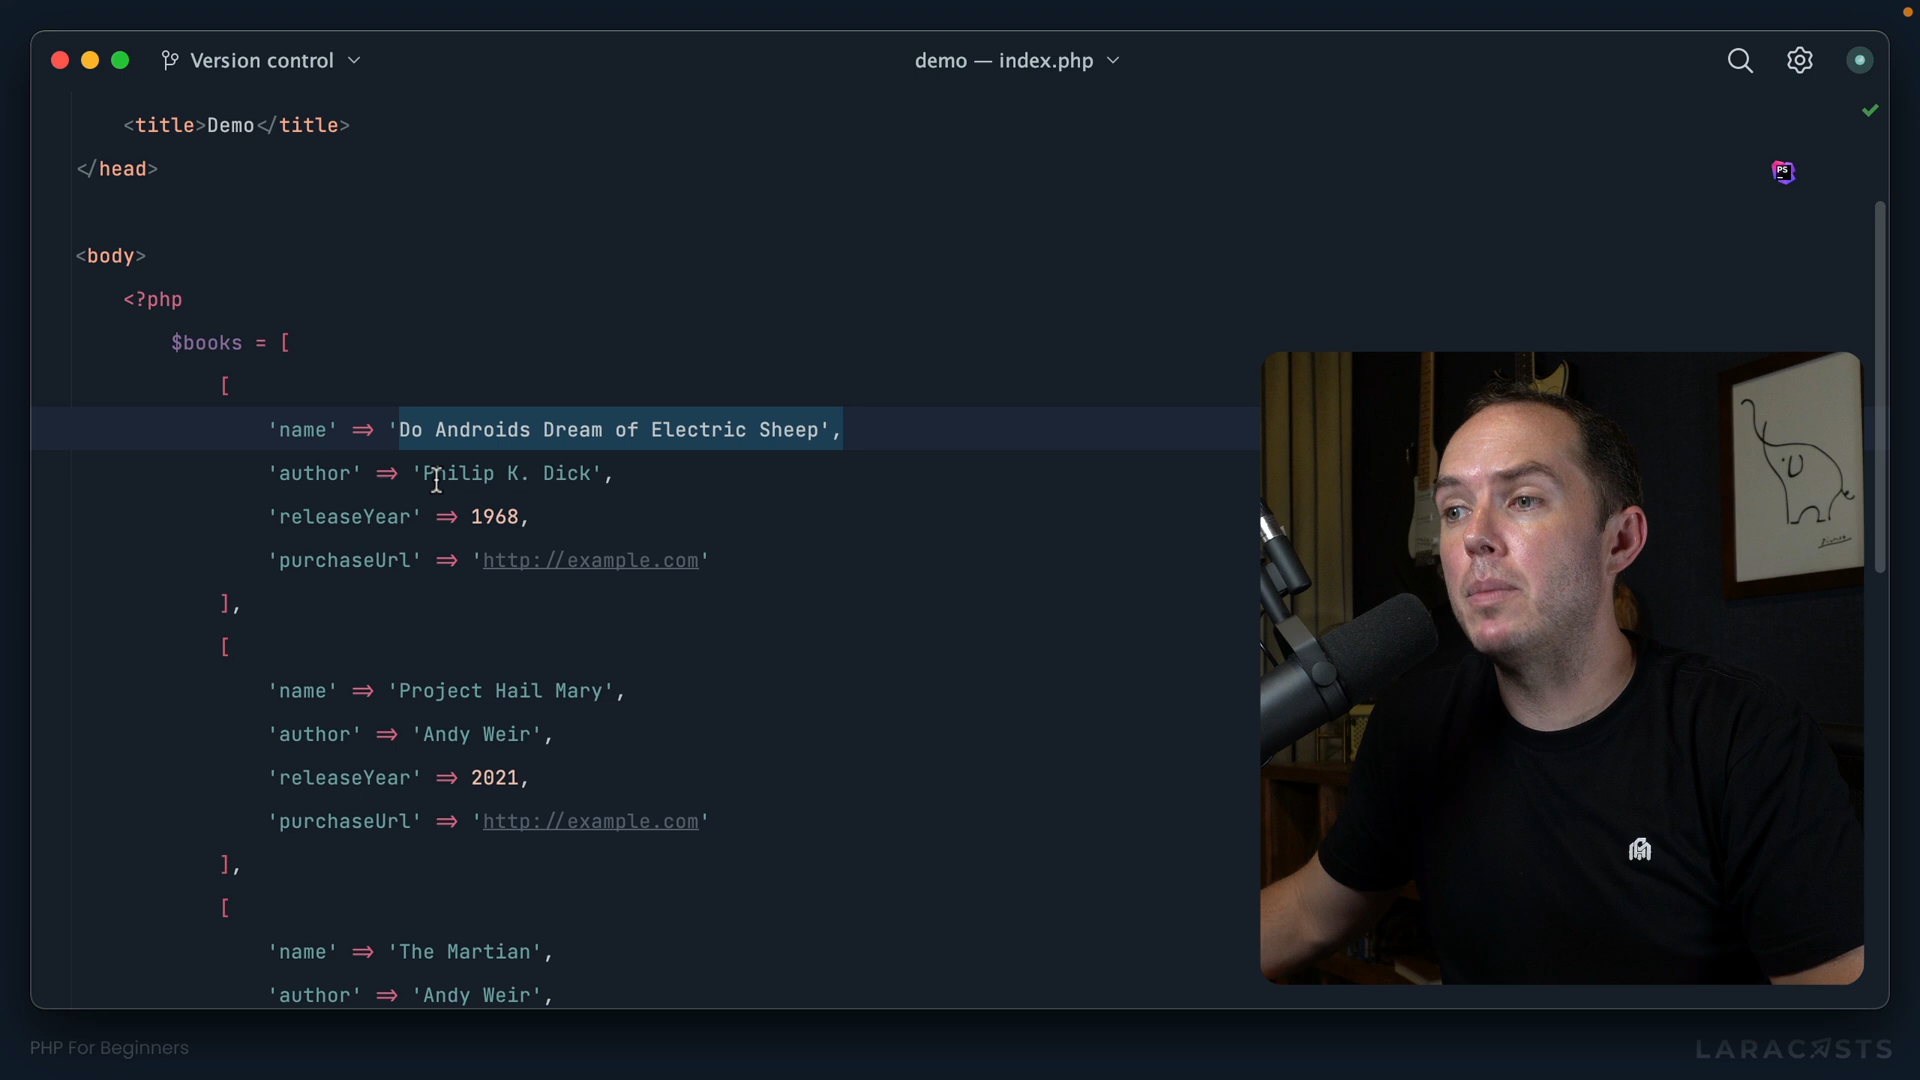 Version control
demo — index.php
<title>Demo</title>
</head>
PS
<body>
<?php
$books = [
[
'name' => 'Do Androids Dream of Electric Sheep',
'author' => 'Philip K. Dick',
'releaseYear' => 1968,
'purchaseUrl' => 'http://example.com'
],
[
'name' => 'Project Hail Mary',
'author' => 'Andy Weir',
'releaseYear' => 2021,
'purchaseUrl' => 'http://example.com'
],
[
'name' => 'The Martian',
'author' => 'Andy Weir',
PHP For Beginners
LARACASTS